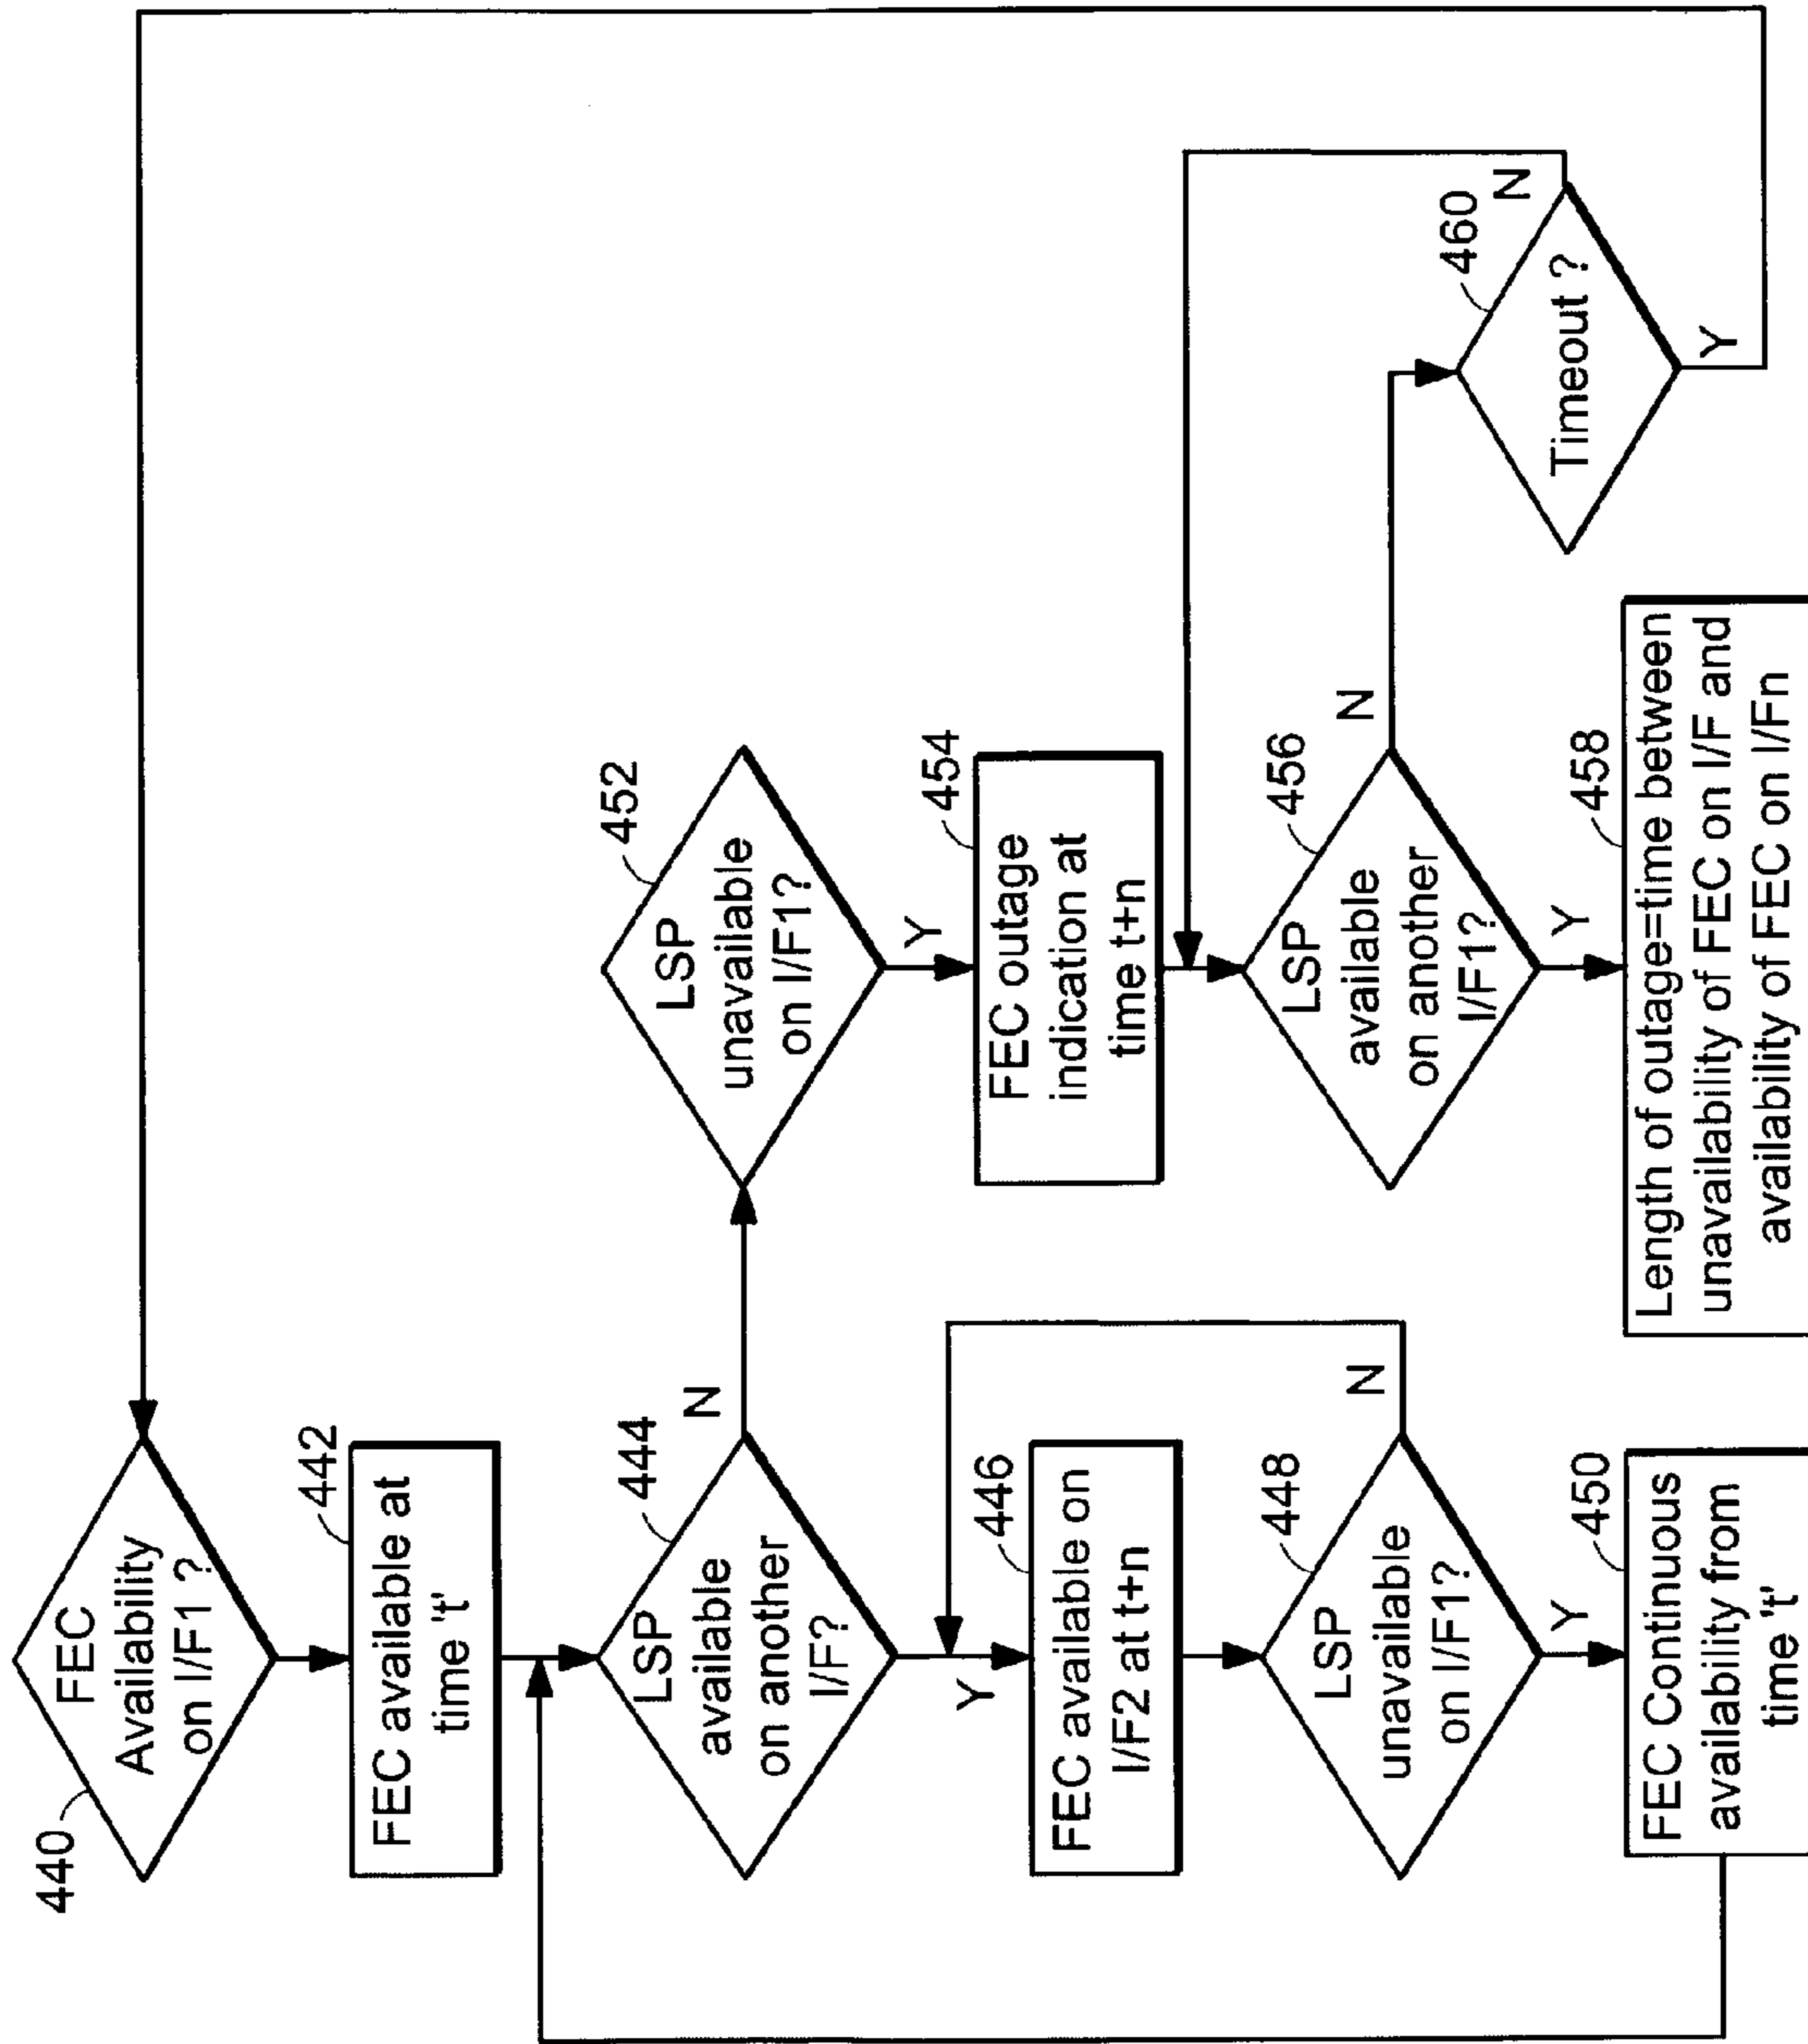 440
FEC
Availability
on I/F1 ?
442
FEC available at
time 't'
444
LSP
available
on another
I/F?
N
Y
446
FEC available on
I/F2 at t+n
448
LSP
unavailable
on I/F1?
N
Y
450
FEC Continuous
availability from
time 't'
452
LSP
unavailable
on I/F1?
Y
454
FEC outage
indication at
time t+n
456
LSP
available
on another
I/F1?
N
Y
458
Length of outage=time between
unavailability of FEC on I/F and
availability of FEC on I/Fn
460
Timeout ?
N
Y